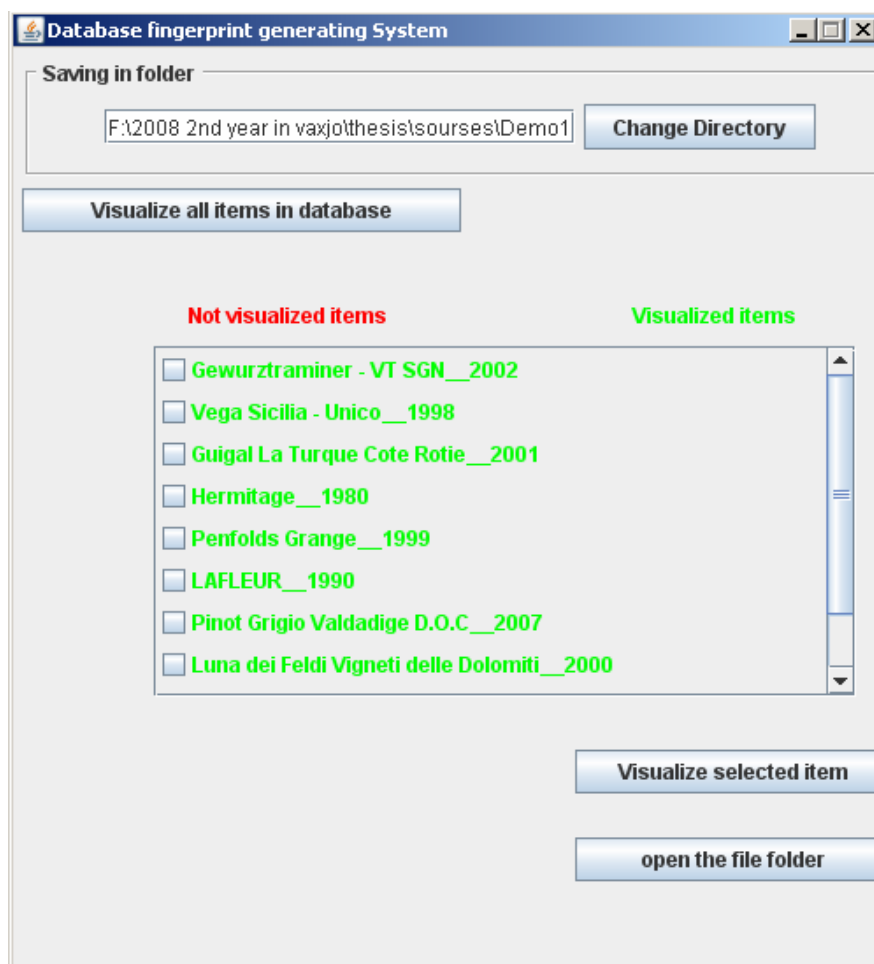 Database fingerprint generating System
Saving in folder
F:\2008 2nd year in vaxjo\thesis\sourses\Demo1
Change Directory
Visualize all items in database
Not visualized items
Visualized items
Gewurztraminer - VT SGN__2002
Vega Sicilia - Unico__1998
Guigal La Turque Cote Rotie__2001
Hermitage__1980
Penfolds Grange__1999
LAFLEUR__1990
Pinot Grigio Valdadige D.O.C__2007
Luna dei Feldi Vigneti delle Dolomiti__2000
Visualize selected item
open the file folder